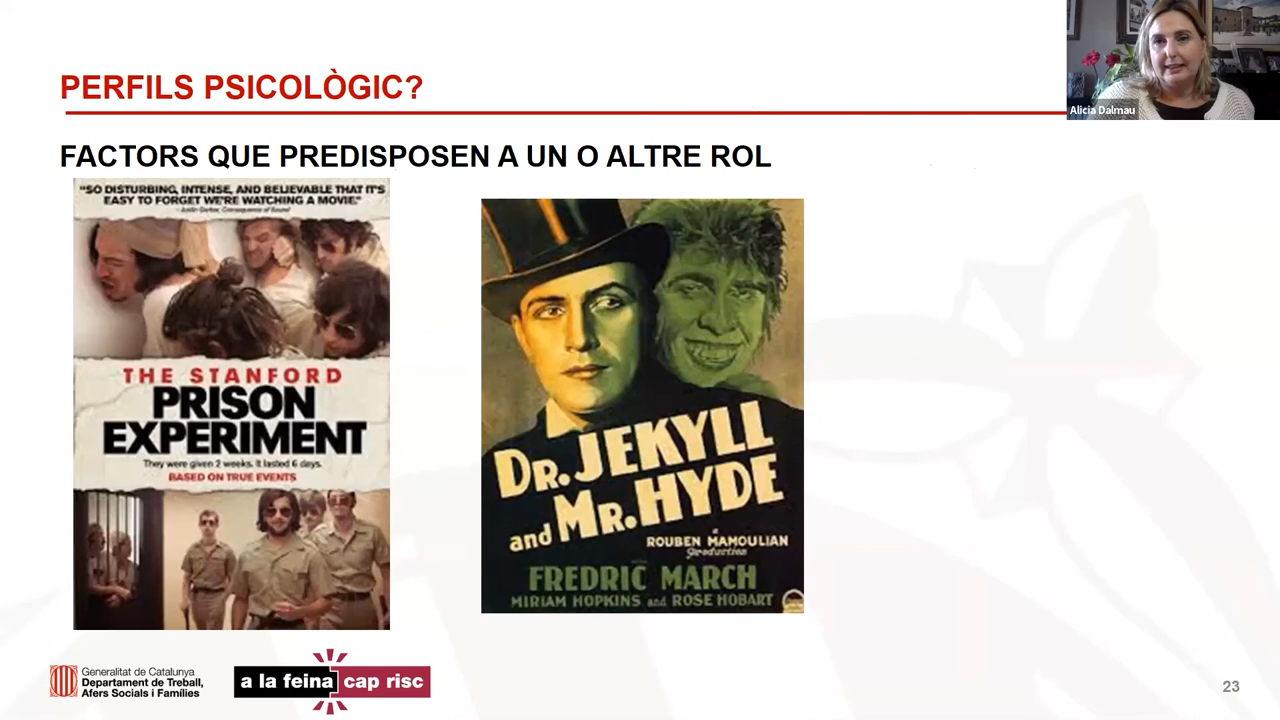 PERFILS PSICOLÒGIC?
Alicia Dalmau
FACTORS QUE PREDISPOSEN A UN O ALTRE ROL
"SO DISTURBING, INTENSE, AND BELIEVABLE THAT IT'S
EASY TO FORGET WE'RE WATCHING A MOVIE."
THE STANFORD
PRISON
EXPERIMENT
They were given 2 weeks. It lasted 6 days.
BASED ON TRUE EVENTS
DR. JEKYLL
and MR. HYDE
a
ROUBEN MAMOULIAN
Production
FREDRIC MARCH
MIRIAM HOPKINS and ROSE HOBART
Generalitat de Catalunya
Departament de Treball,
Afers Socials i Famílies
a la feina cap risc
23